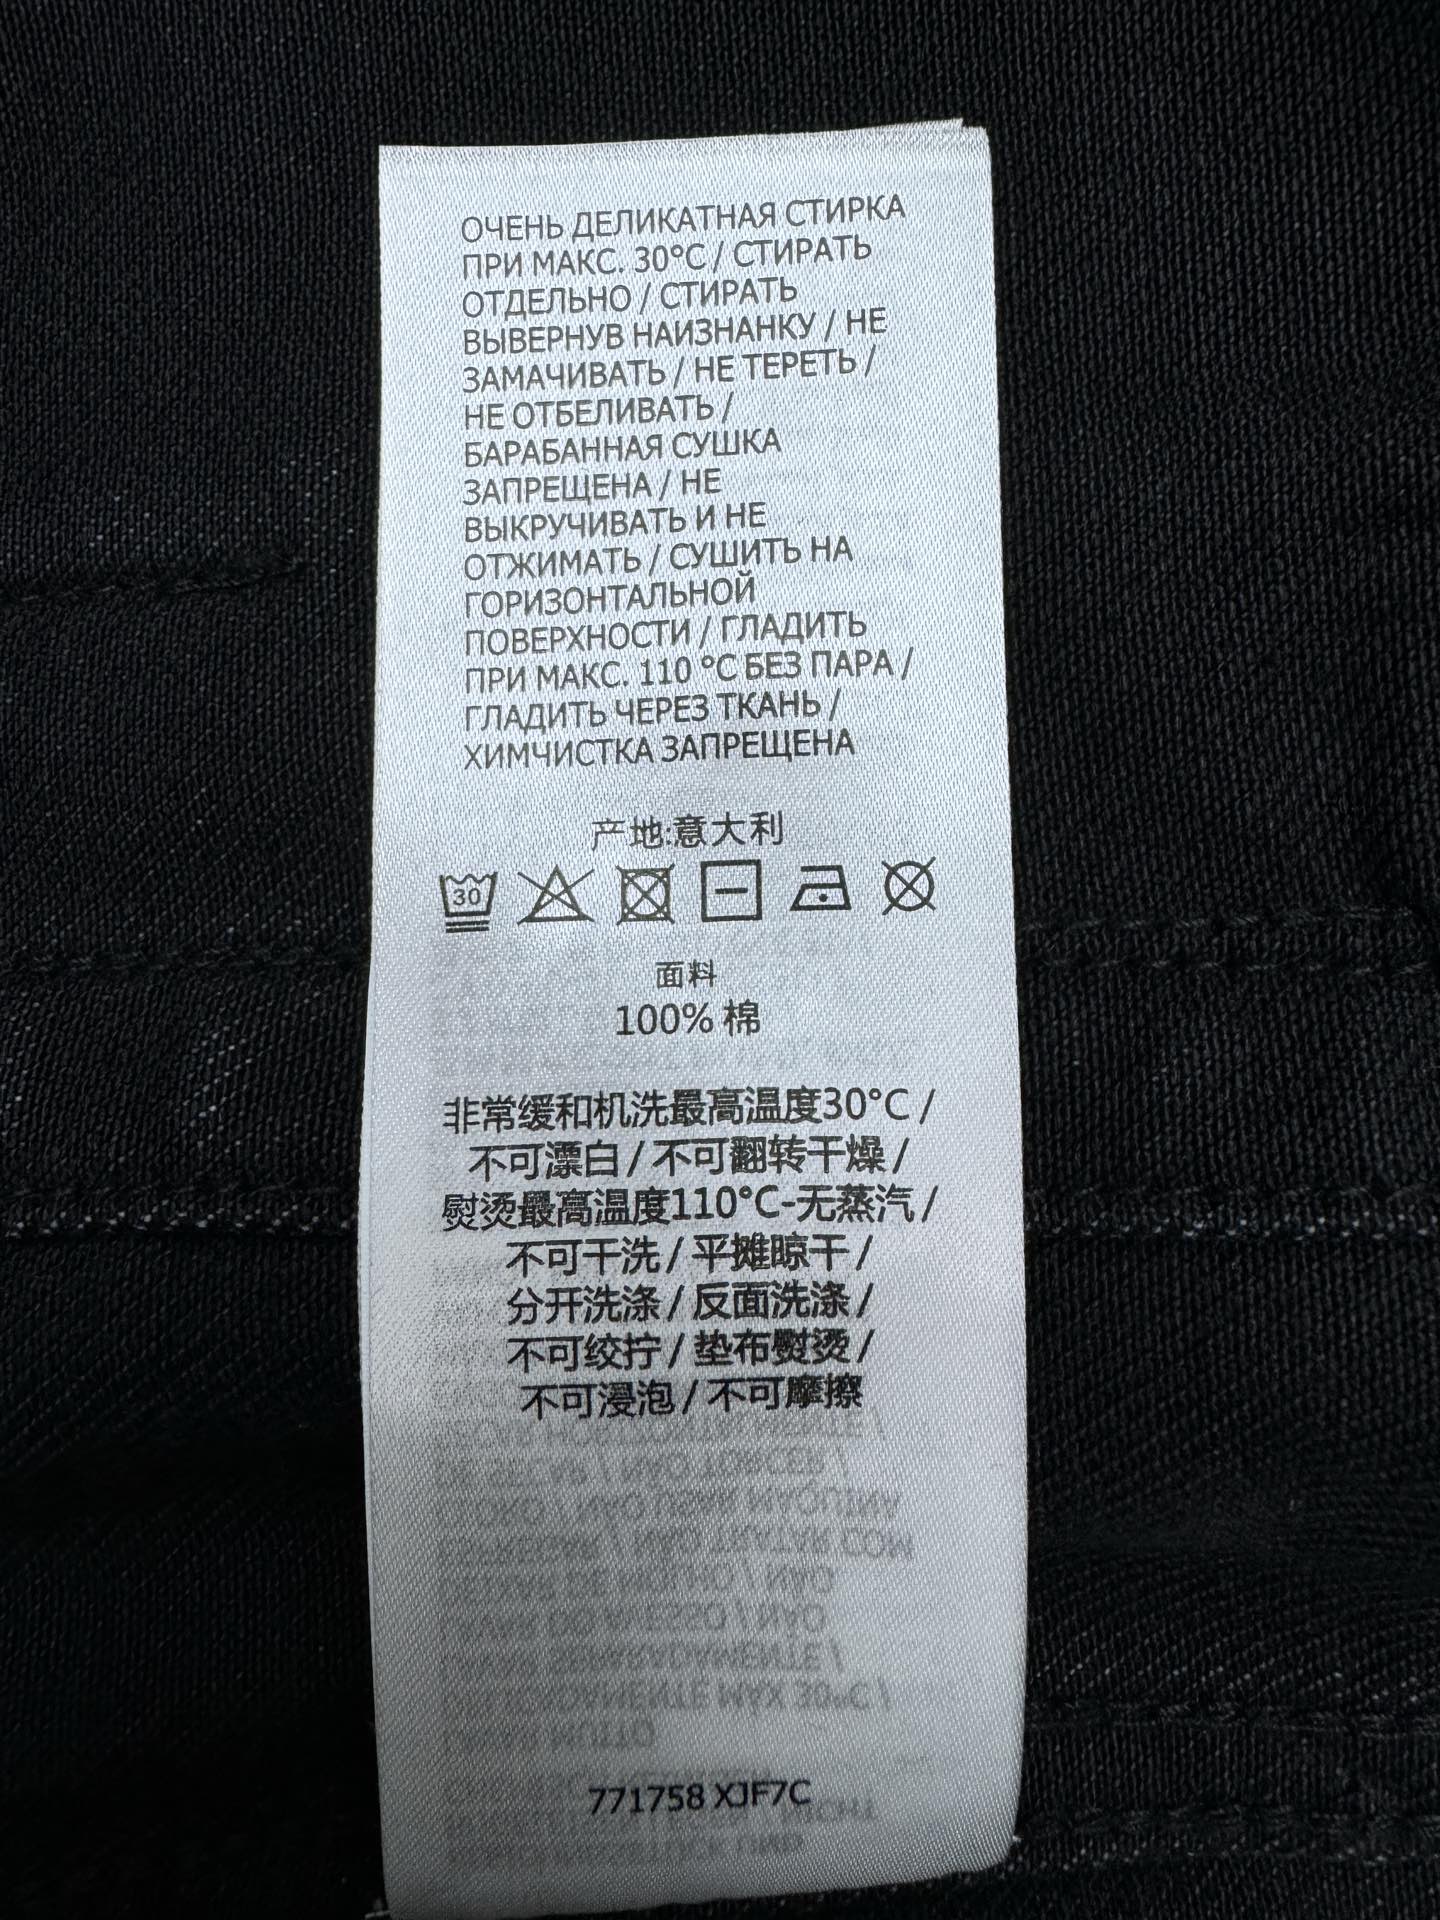 ОЧЕНЬ ДЕЛИКАТНАЯ СТИРКА
ПРИ МАКС. 30°C / СТИРАТЬ
ОТДЕЛЬНО / СТИРАТЬ
ВЫВЕРНУВ НАИЗНАНКУ / НЕ
ЗАМАЧИВАТЬ / НЕ ТЕРЕТЬ /
НЕ ОТБЕЛИВАТЬ /
БАРАБАННАЯ СУШКА
ЗАПРЕЩЕНА / НЕ
ВЫКРУЧИВАТЬ И НЕ
ОТЖИМАТЬ / СУШИТЬ НА
ГОРИЗОНТАЛЬНОЙ
ПОВЕРХНОСТИ / ГЛАДИТЬ
ПРИ МАКС. 110 °C БЕЗ ПАРА /
ГЛАДИТЬ ЧЕРЕЗ ТКАНЬ /
ХИМЧИСТКА ЗАПРЕЩЕНА
产地:意大利
30
面料
100% 棉
非常缓和机洗最高温度30°C /
不可漂白 / 不可翻转干燥 /
熨烫最高温度110°C-无蒸汽 /
不可干洗 / 平摊晾干 /
分开洗涤 / 反面洗涤 /
不可绞拧 / 垫布熨烫 /
不可浸泡 / 不可摩擦
771758 XJF7C